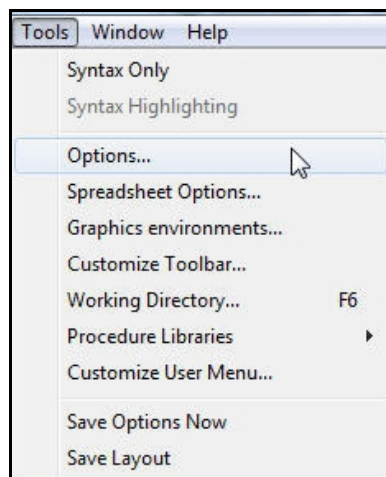 Tools Window Help
Syntax Only
Syntax Highlighting
Options...
Spreadsheet Options...
Graphics environments...
Customize Toolbar...
Working Directory... F6
Procedure Libraries
Customize User Menu...
Save Options Now
Save Layout